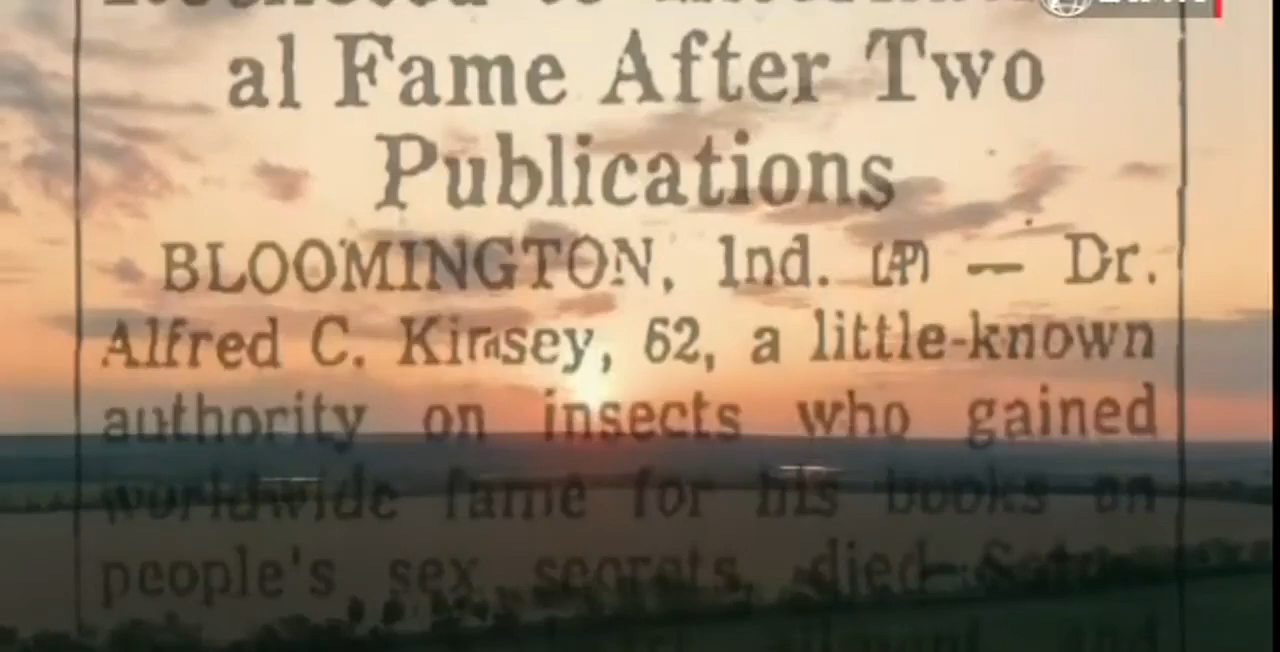 al Fame After Two
Publications
BLOOMINGTON, Ind. (AP) — Dr.
Alfred C. Kinsey, 62, a little-known
authority on insects who gained
worldwide fame for his books on
people's sex secrets, died
and